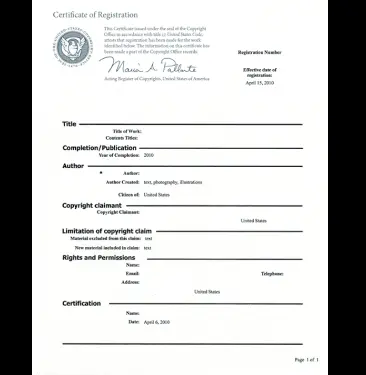 Certificate of Registration
This Certificate issued under the seal of the Copyright
Office in accordance with title 17, United States Code,
attests that registration has been made for the work
identified below. The information on this certificate has
been made a part of the Copyright Office records.
Registration Number
Maria A. Pallante
Effective date of
registration:
Acting Register of Copyrights, United States of America
April 15, 2010
Title
Title of Work:
Contents Titles:
Completion/Publication
Year of Completion: 2010
Author
Author:
Author Created: text, photography, illustrations
Citizen of: United States
Copyright claimant
Copyright Claimant:
United States
Limitation of copyright claim
Material excluded from this claim: text
New material included in claim: text
Rights and Permissions
Name:
Email: Telephone:
Address:
United States
Certification
Name:
Date: April 6, 2010
Page 1 of 1